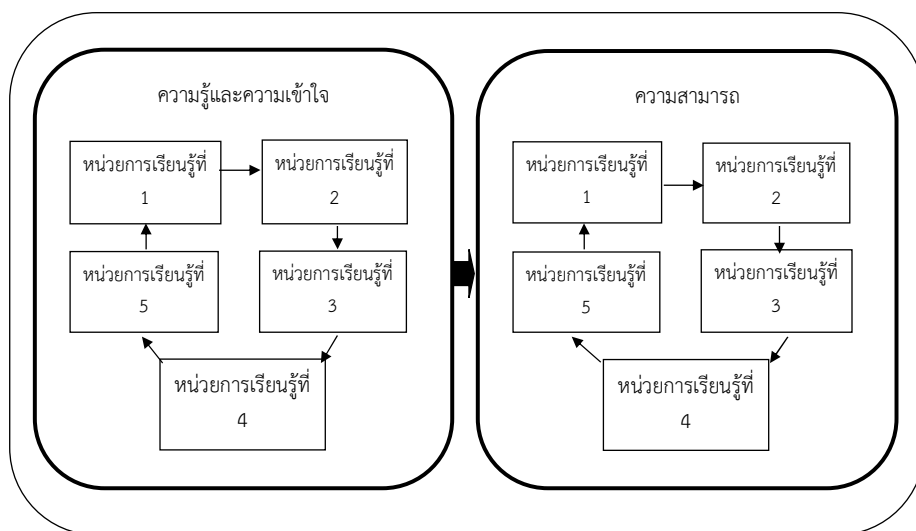 ความรู้และความเข้าใจ
หน่วยการเรียนรู้ที่
1
หน่วยการเรียนรู้ที่
2
หน่วยการเรียนรู้ที่
5
หน่วยการเรียนรู้ที่
3
หน่วยการเรียนรู้ที่
4
ความสามารถ
หน่วยการเรียนรู้ที่
1
หน่วยการเรียนรู้ที่
2
หน่วยการเรียนรู้ที่
5
หน่วยการเรียนรู้ที่
3
หน่วยการเรียนรู้ที่
4